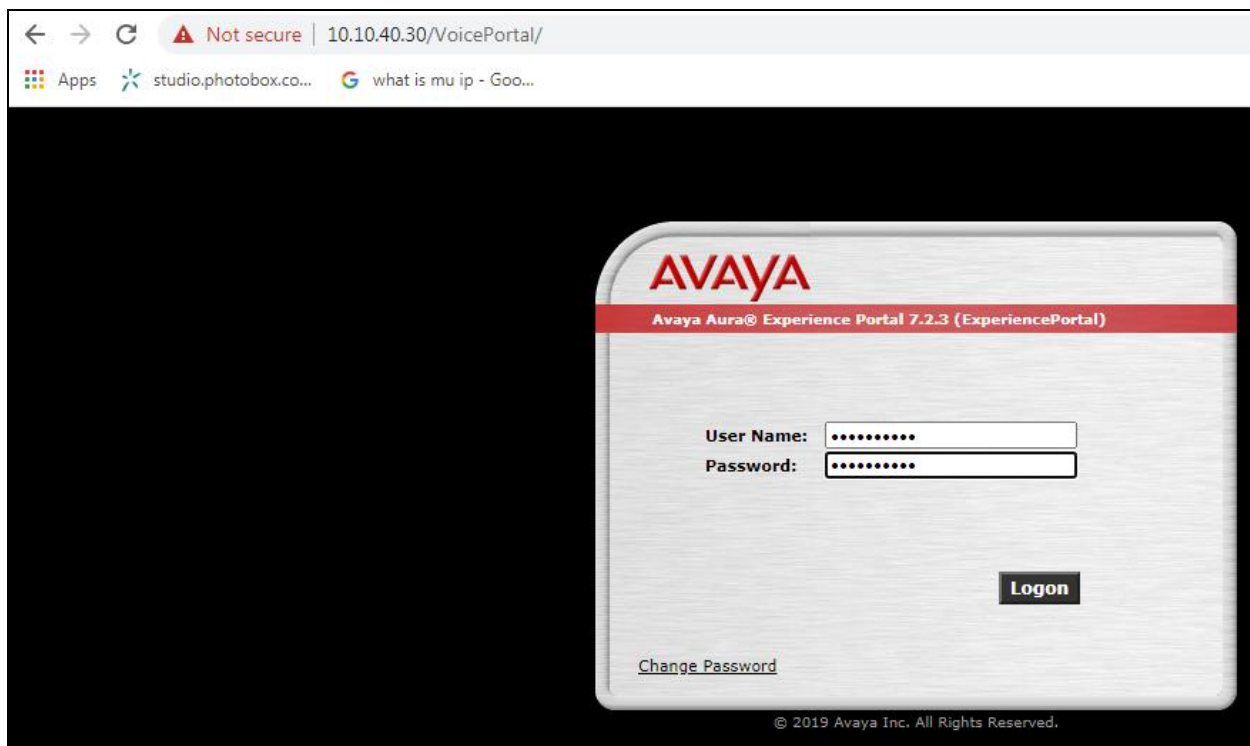 Not secure | 10.10.40.30/VoicePortal/
Apps studio.photobox.co... G what is mu ip - Goo...
AVAYA
Avaya Aura® Experience Portal 7.2.3 (ExperiencePortal)
User Name: ••••••••••
Password: ••••••••••
Logon
Change Password
© 2019 Avaya Inc. All Rights Reserved.